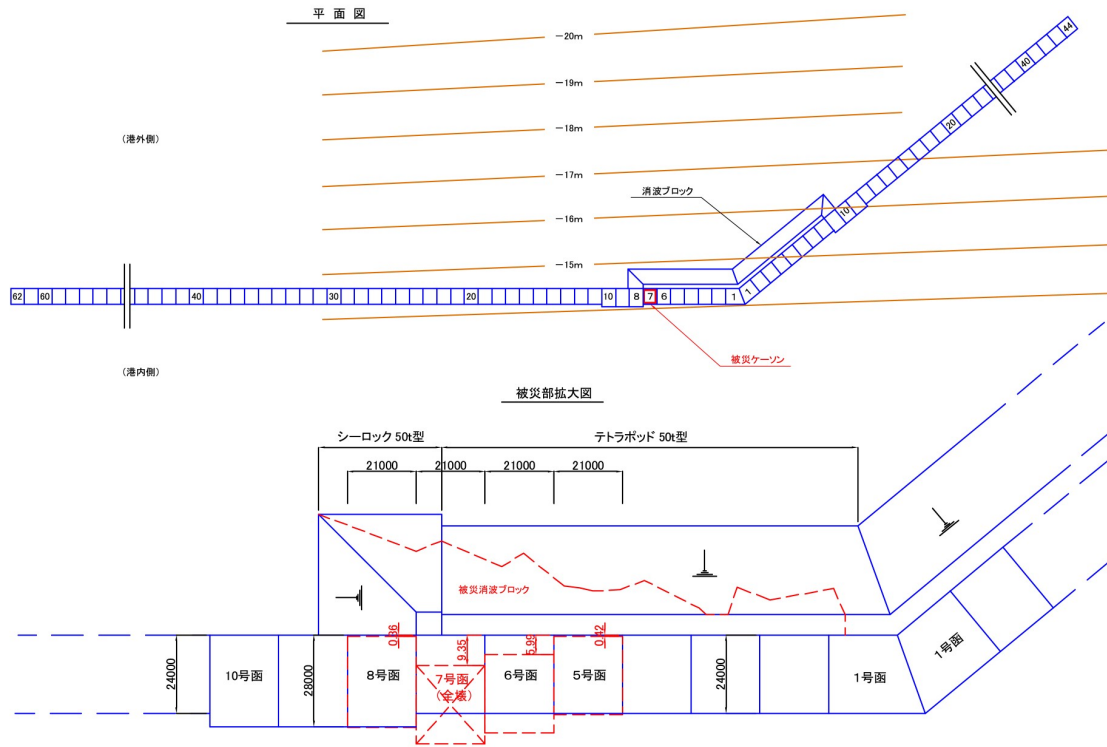 平 面 図
-20m
-19m
-18m
-17m
-16m
-15m
(港外側)
(港内側)
消波ブロック
被災ケーソン
62
60
40
30
20
10
8
7
6
1
1
10
20
40
44
被災部拡大図
シーロック 50t型
テトラポッド 50t型
21000
21000
21000
21000
被災消波ブロック
0.86
9.35
5.99
0.42
24000
10号函
28000
8号函
7号函
(全壊)
6号函
5号函
24000
1号函
1号函